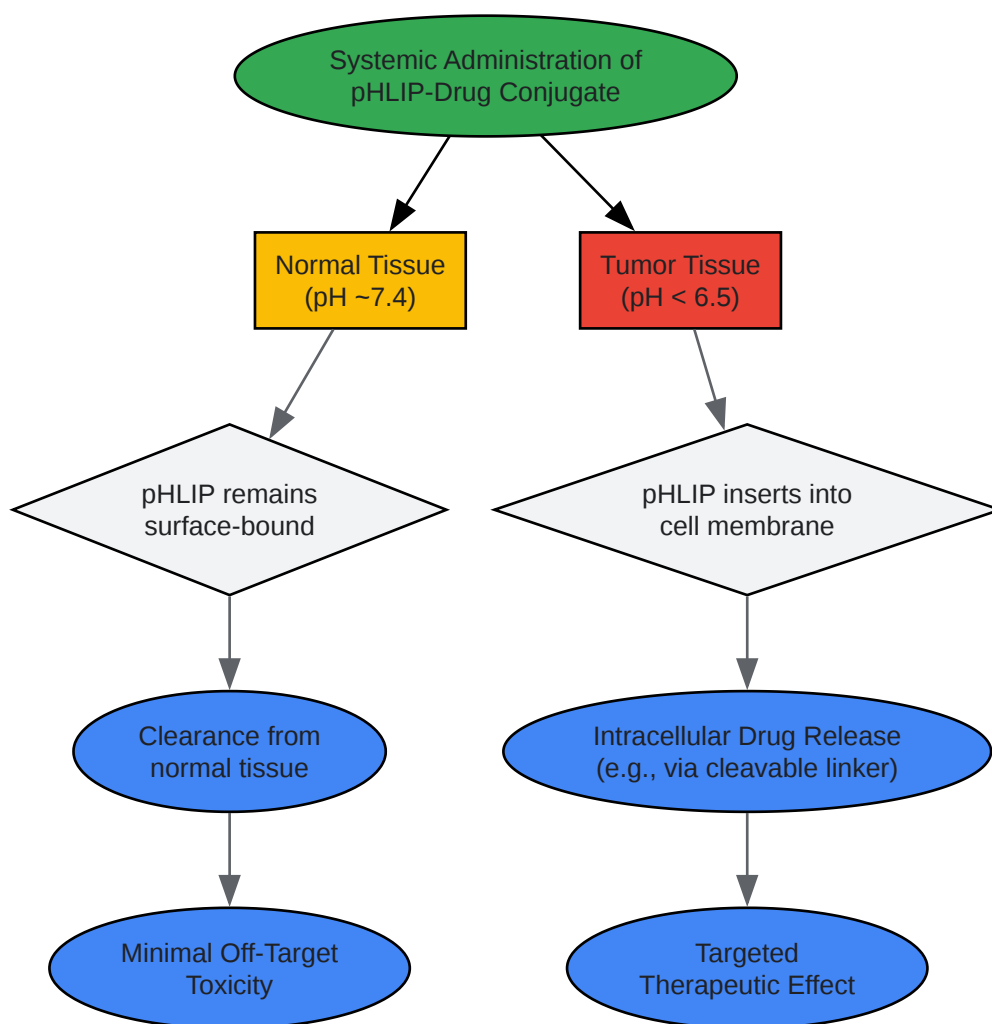 Systemic Administration of
pHLIP-Drug Conjugate
Normal Tissue
(pH ~7.4)
Tumor Tissue
(pH < 6.5)
pHLIP remains
surface-bound
pHLIP inserts into
cell membrane
Clearance from
normal tissue
Intracellular Drug Release
(e.g., via cleavable linker)
Minimal Off-Target
Toxicity
Targeted
Therapeutic Effect